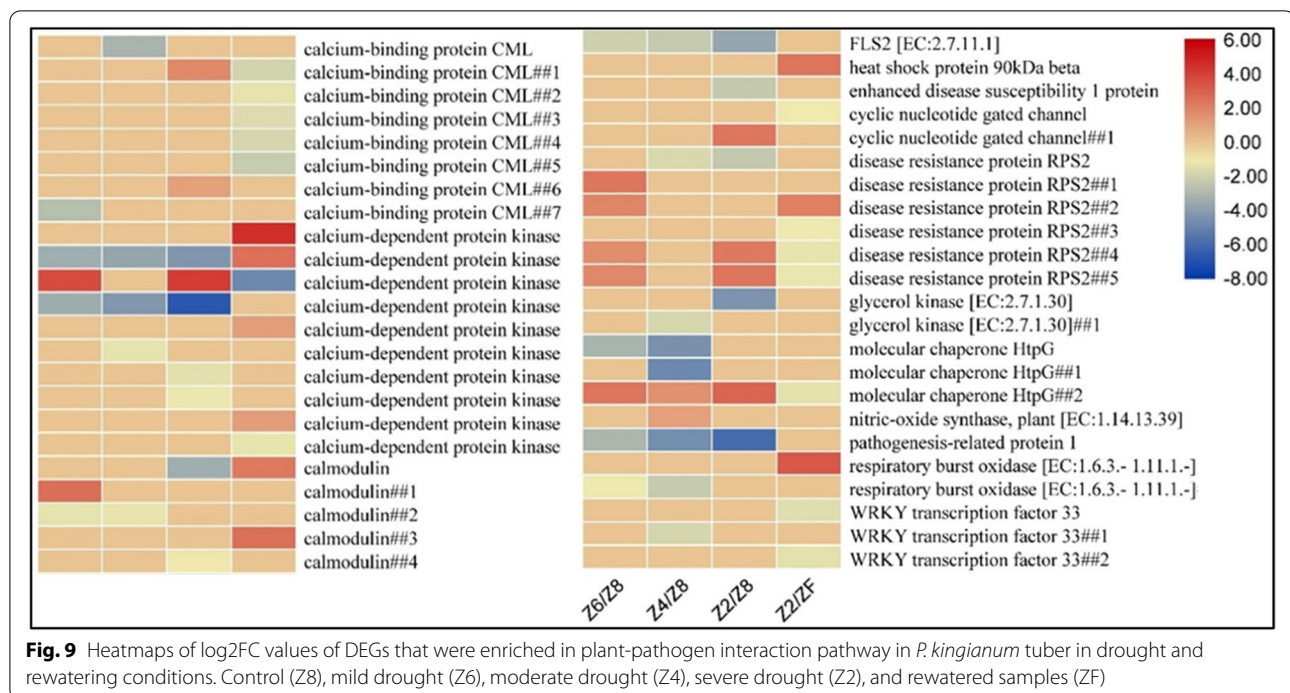 calcium-binding protein CML
calcium-binding protein CML##1
calcium-binding protein CML##2
calcium-binding protein CML##3
calcium-binding protein CML##4
calcium-binding protein CML##5
calcium-binding protein CML##6
calcium-binding protein CML##7
calcium-dependent protein kinase
calcium-dependent protein kinase
calcium-dependent protein kinase
calcium-dependent protein kinase
calcium-dependent protein kinase
calcium-dependent protein kinase
calcium-dependent protein kinase
calcium-dependent protein kinase
calcium-dependent protein kinase
calcium-dependent protein kinase
calmodulin
calmodulin##1
calmodulin##2
calmodulin##3
calmodulin##4
FLS2 [EC:2.7.11.1]
heat shock protein 90kDa beta
enhanced disease susceptibility 1 protein
cyclic nucleotide gated channel
cyclic nucleotide gated channel##1
disease resistance protein RPS2
disease resistance protein RPS2##1
disease resistance protein RPS2##2
disease resistance protein RPS2##3
disease resistance protein RPS2##4
disease resistance protein RPS2##5
glycerol kinase [EC:2.7.1.30]
glycerol kinase [EC:2.7.1.30]##1
molecular chaperone HtpG
molecular chaperone HtpG##1
molecular chaperone HtpG##2
nitric-oxide synthase, plant [EC:1.14.13.39]
pathogenesis-related protein 1
respiratory burst oxidase [EC:1.6.3.- 1.11.1.-]
respiratory burst oxidase [EC:1.6.3.- 1.11.1.-]
WRKY transcription factor 33
WRKY transcription factor 33##1
WRKY transcription factor 33##2
Z6/Z8
Z4/Z8
Z2/Z8
Z2/ZF
6.00
4.00
2.00
0.00
-2.00
-4.00
-6.00
-8.00
Fig. 9 Heatmaps of log2FC values of DEGs that were enriched in plant-pathogen interaction pathway in P. kingianum tuber in drought and
rewatering conditions. Control (Z8), mild drought (Z6), moderate drought (Z4), severe drought (Z2), and rewatered samples (ZF)